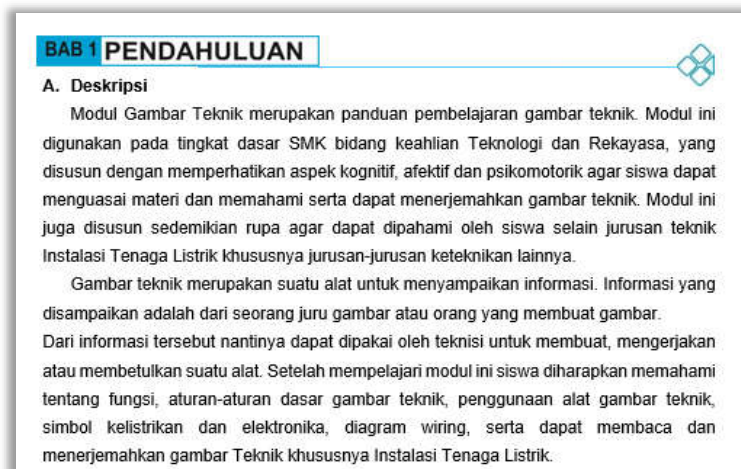 BAB 1 PENDAHULUAN
A. Deskripsi
Modul Gambar Teknik merupakan panduan pembelajaran gambar teknik. Modul ini
digunakan pada tingkat dasar SMK bidang keahlian Teknologi dan Rekayasa, yang
disusun dengan memperhatikan aspek kognitif, afektif dan psikomotorik agar siswa dapat
menguasai materi dan memahami serta dapat menerjemahkan gambar teknik. Modul ini
juga disusun sedemikian rupa agar dapat dipahami oleh siswa selain jurusan teknik
Instalasi Tenaga Listrik khususnya jurusan-jurusan keteknikan lainnya.
Gambar teknik merupakan suatu alat untuk menyampaikan informasi. Informasi yang
disampaikan adalah dari seorang juru gambar atau orang yang membuat gambar.
Dari informasi tersebut nantinya dapat dipakai oleh teknisi untuk membuat, mengerjakan
atau membetulkan suatu alat. Setelah mempelajari modul ini siswa diharapkan memahami
tentang fungsi, aturan-aturan dasar gambar teknik, penggunaan alat gambar teknik,
simbol kelistrikan dan elektronika, diagram wiring, serta dapat membaca dan
menerjemahkan gambar Teknik khususnya Instalasi Tenaga Listrik.